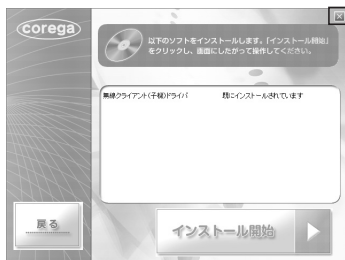 corega
以下のソフトをインストールします。「インストール開始」
をクリックし、画面にしたがって操作してください。
無線クライアント(子機)ドライバ 既にインストールされています
戻る
インストール開始